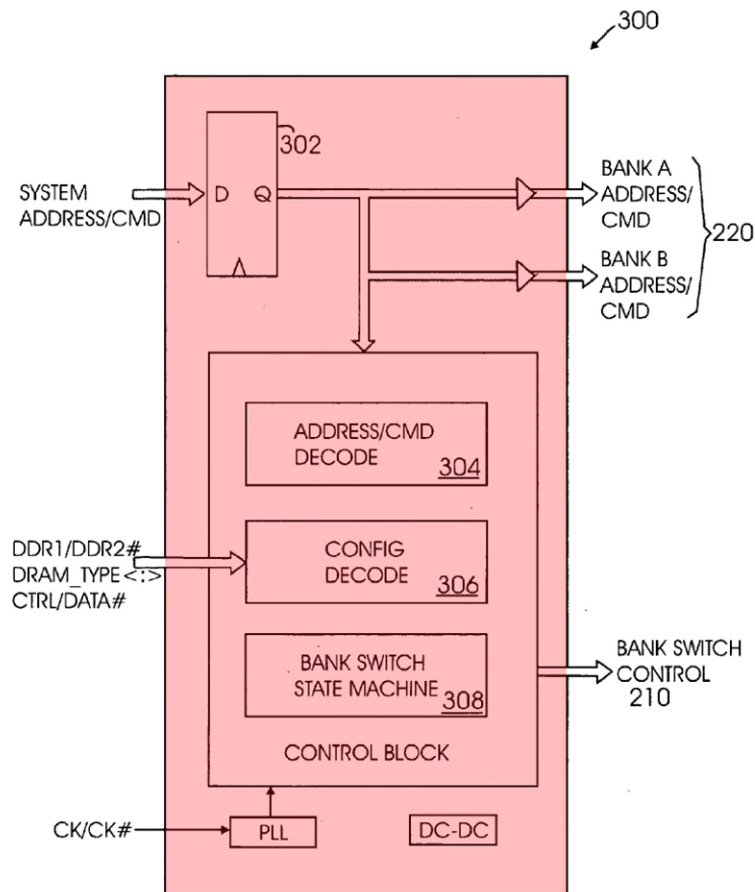 300
302
D Q
SYSTEM
ADDRESS/CMD
BANK A
ADDRESS/
CMD
220
BANK B
ADDRESS/
CMD
ADDRESS/CMD
DECODE 304
DDR1/DDR2#
DRAM_TYPE<:>
CTRL/DATA#
CONFIG
DECODE 306
BANK SWITCH
STATE MACHINE 308
BANK SWITCH
CONTROL
210
CONTROL BLOCK
CK/CK#
PLL
DC-DC